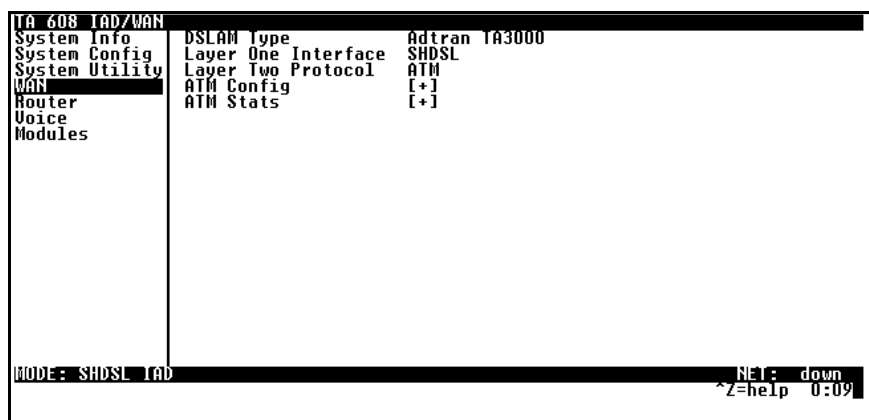 TA 608 IAD/WAN
System Info DSLAM Type Adtran TA3000
System Config Layer One Interface SHDSL
System Utility Layer Two Protocol ATM
WAN ATM Config [+]
Router ATM Stats [+]
Voice
Modules
MODE: SHDSL IAD NET: down
^Z=help 0:09